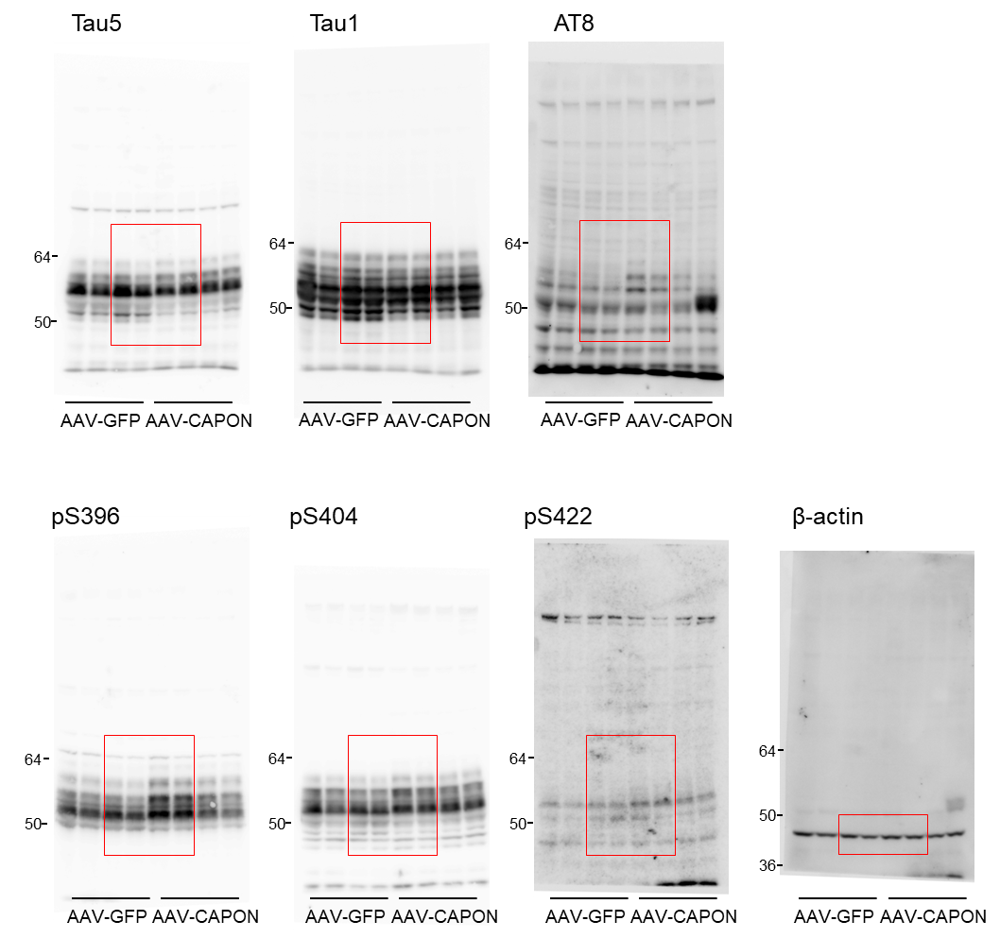 Tau5 Tau1 AT8
64- 64- 64-
50- 50- 50-
AAV-GFP AAV-CAPON AAV-GFP AAV-CAPON AAV-GFP AAV-CAPON
pS396 pS404 pS422 β-actin
64- 64- 64- 64-
50- 50- 50- 50-
36-
AAV-GFP AAV-CAPON AAV-GFP AAV-CAPON AAV-GFP AAV-CAPON AAV-GFP AAV-CAPON